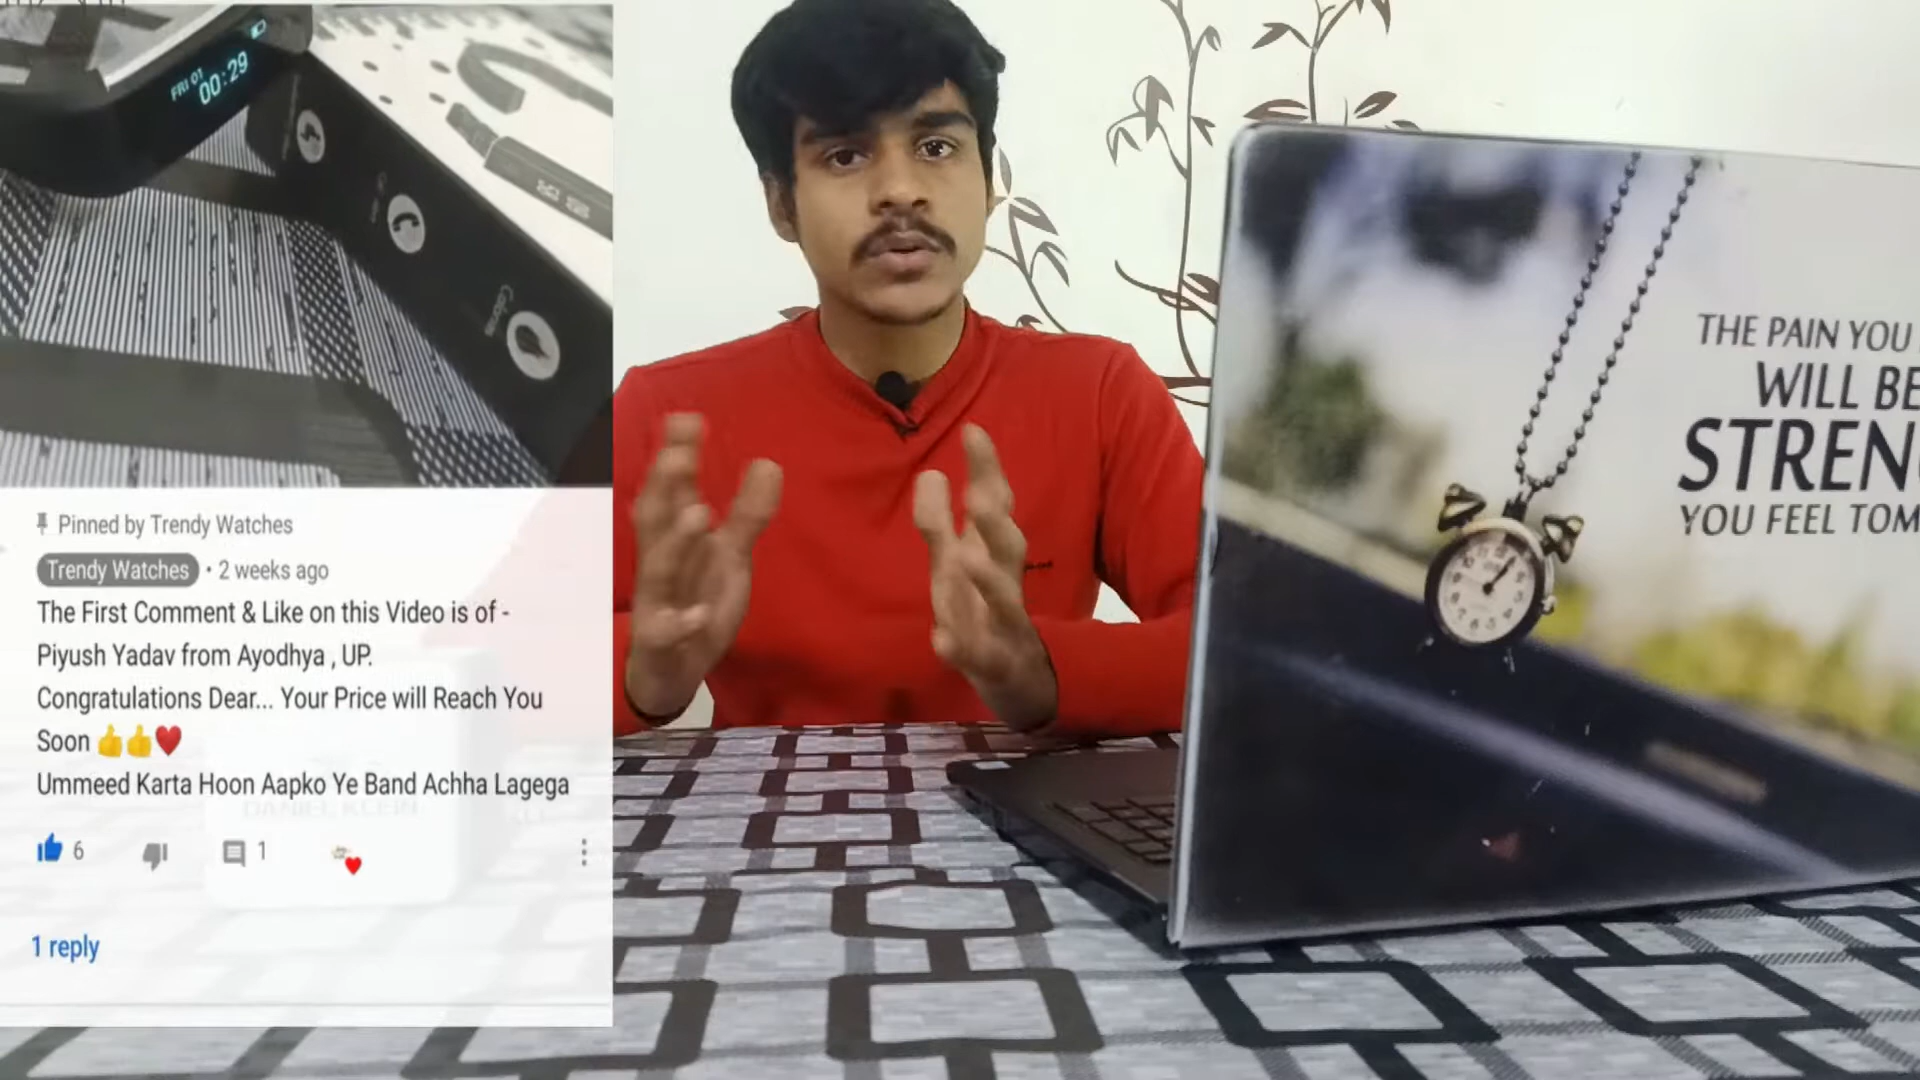 FRI 01
00:29
Pinned by Trendy Watches
Trendy Watches • 2 weeks ago
The First Comment & Like on this Video is of -
Piyush Yadav from Ayodhya , UP.
Congratulations Dear... Your Price will Reach You
Soon 👍👍❤️
Ummeed Karta Hoon Aapko Ye Band Achha Lagega
6
1
1 reply
DANIEL KLEIN
THE PAIN YOU
WILL BE
STREN
YOU FEEL TOM